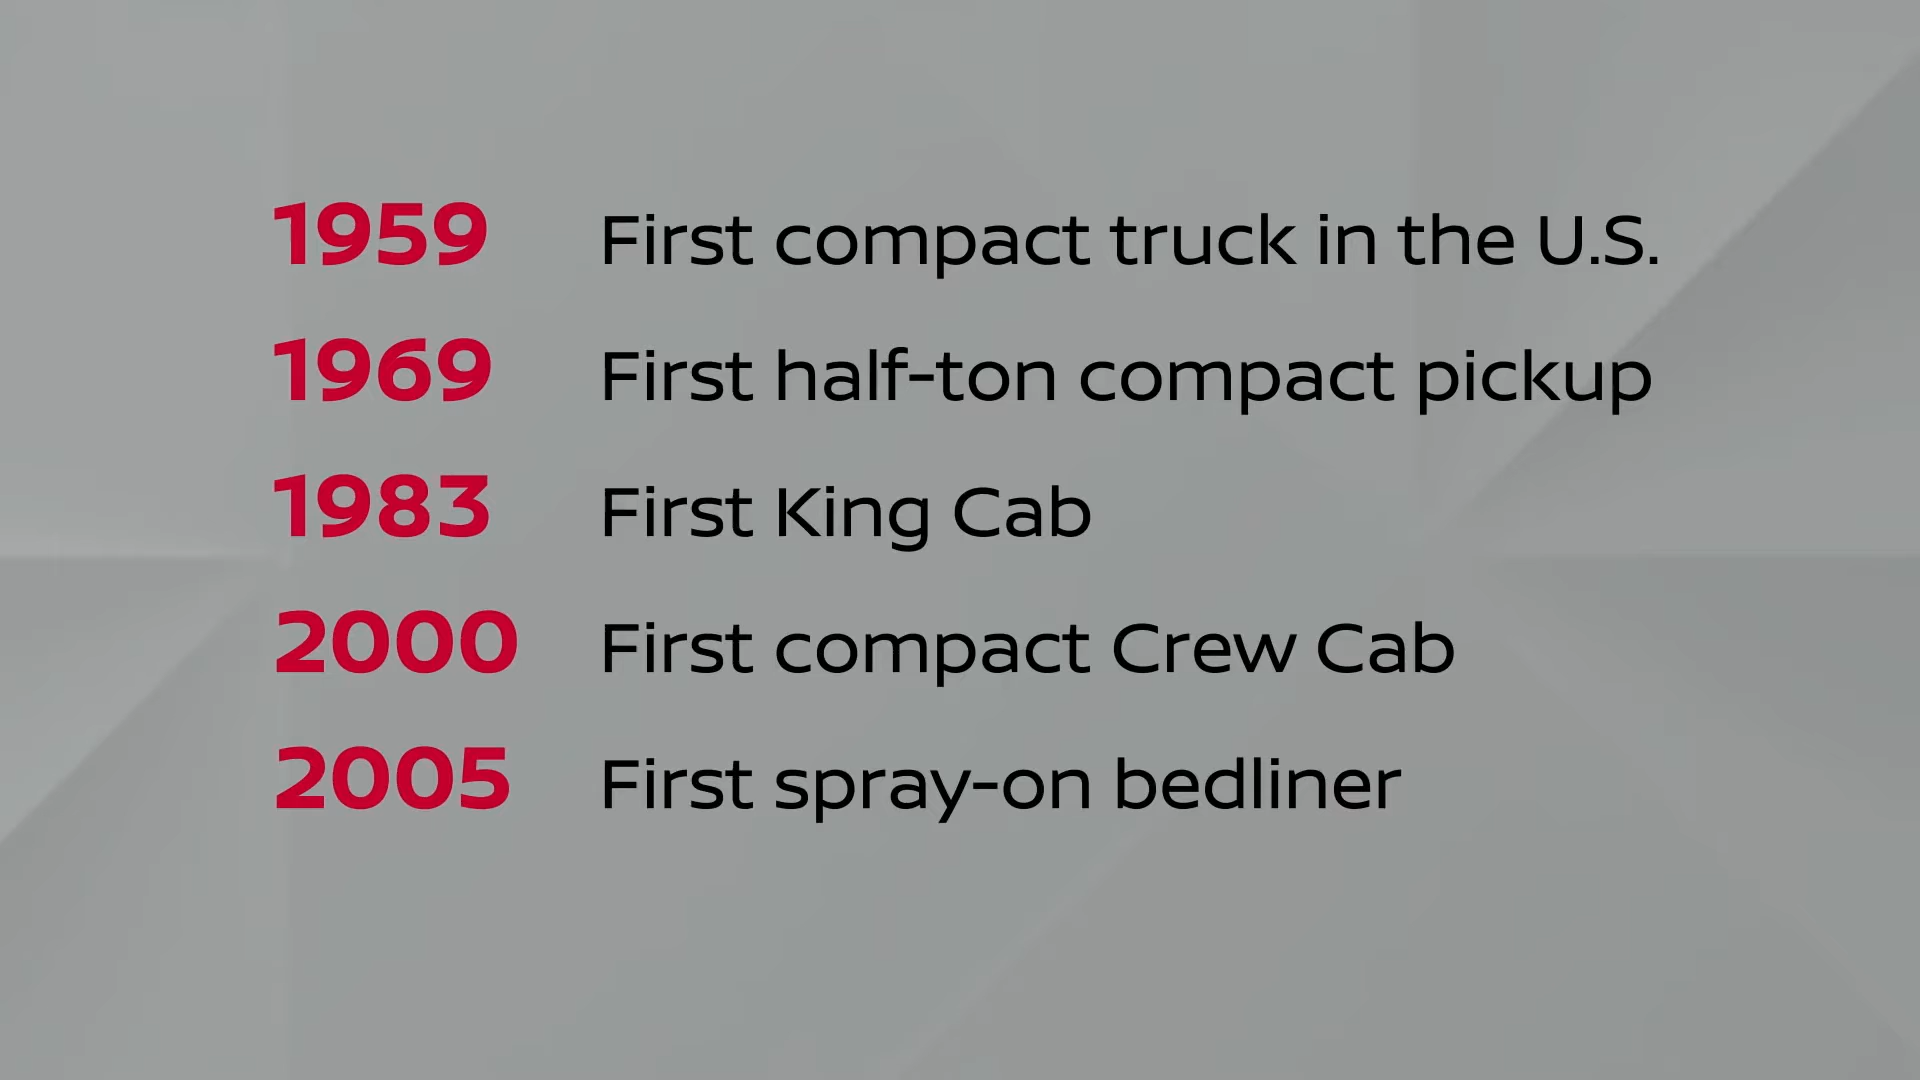 1959 First compact truck in the U.S.
1969 First half-ton compact pickup
1983 First King Cab
2000 First compact Crew Cab
2005 First spray-on bedliner